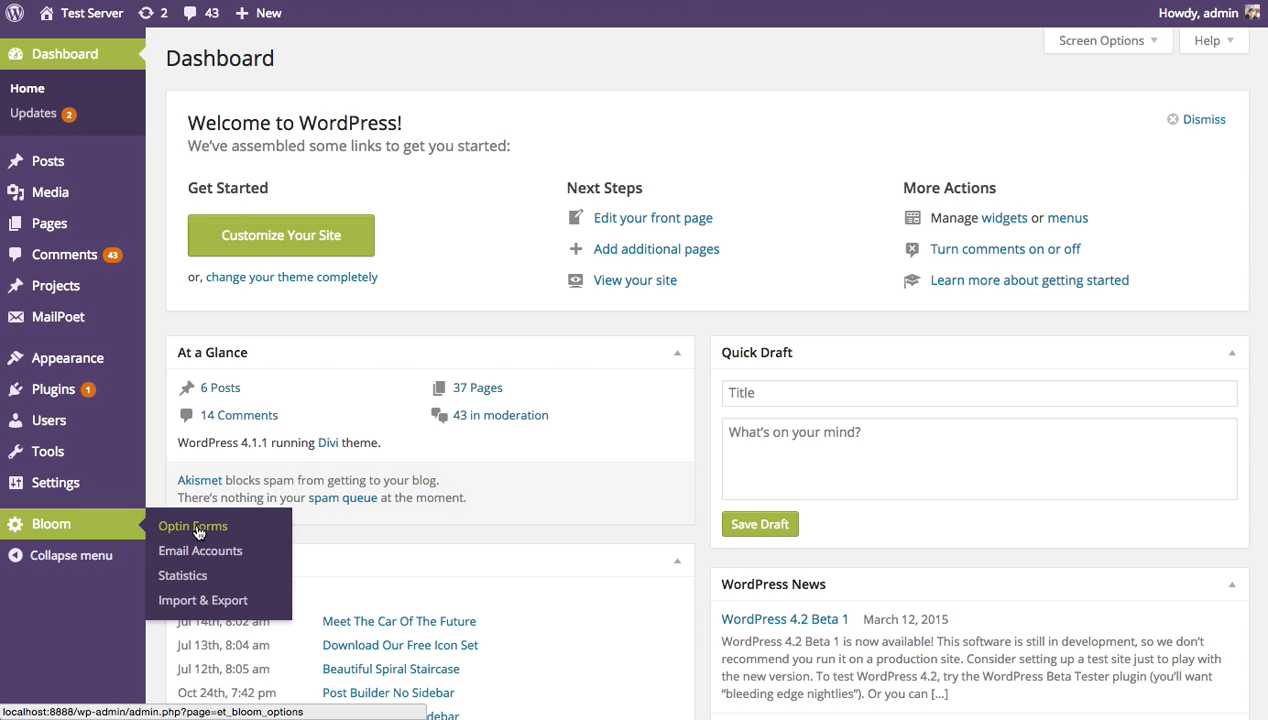 Test Server 2 43 New Howdy, admin
Screen Options Help
Dashboard
Home
Updates 2
Posts
Media
Pages
Comments 43
Projects
MailPoet
Appearance
Plugins 1
Users
Tools
Settings
Bloom
Collapse menu
Optin Forms
Email Accounts
Statistics
Import & Export
Dashboard
Welcome to WordPress!
Dismiss
We've assembled some links to get you started:
Get Started
Customize Your Site
or, change your theme completely
Next Steps
Edit your front page
Add additional pages
View your site
More Actions
Manage widgets or menus
Turn comments on or off
Learn more about getting started
At a Glance
6 Posts 37 Pages
14 Comments 43 in moderation
WordPress 4.1.1 running Divi theme.
Akismet blocks spam from getting to your blog.
There's nothing in your spam queue at the moment.
Jul 14th, 8:02 am Meet The Car Of The Future
Jul 13th, 8:04 am Download Our Free Icon Set
Jul 12th, 8:05 am Beautiful Spiral Staircase
Oct 24th, 7:42 pm Post Builder No Sidebar
Quick Draft
Title
What's on your mind?
Save Draft
WordPress News
WordPress 4.2 Beta 1 March 12, 2015
WordPress 4.2 Beta 1 is now available! This software is still in development, so we don't
recommend you run it on a production site. Consider setting up a test site just to play with
the new version. To test WordPress 4.2, try the WordPress Beta Tester plugin (you'll want
"bleeding edge nightlies"). Or you can [...]
localhost:8888/wp-admin/admin.php?page=et_bloom_options